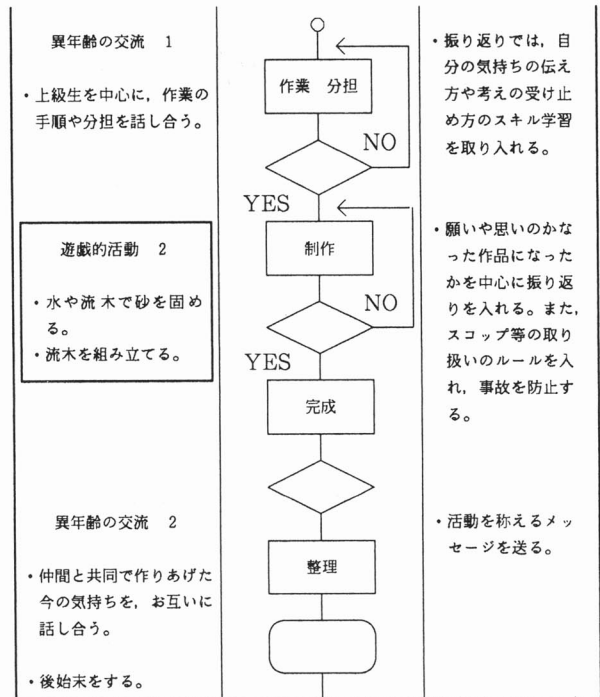 異年齢の交流　1
・上級生を中心に，作業の
手順や分担を話し合う。
遊戯的活動　2
・水や流木で砂を固め
る。
・流木を組み立てる。
異年齢の交流　2
・仲間と共同で作りあげた
今の気持ちを，お互いに
話し合う。
・後始末をする。
作業　分担
NO
YES
制作
NO
YES
完成
整理
・振り返りでは，自
分の気持ちの伝え
方や考えの受け止
め方のスキル学習
を取り入れる。
・願いや思いのかな
った作品になった
かを中心に振り返
りを入れる。また，
スコップ等の取り
扱いのルールを入
れ，事故を防止す
る。
・活動を称えるメッ
セージを送る。